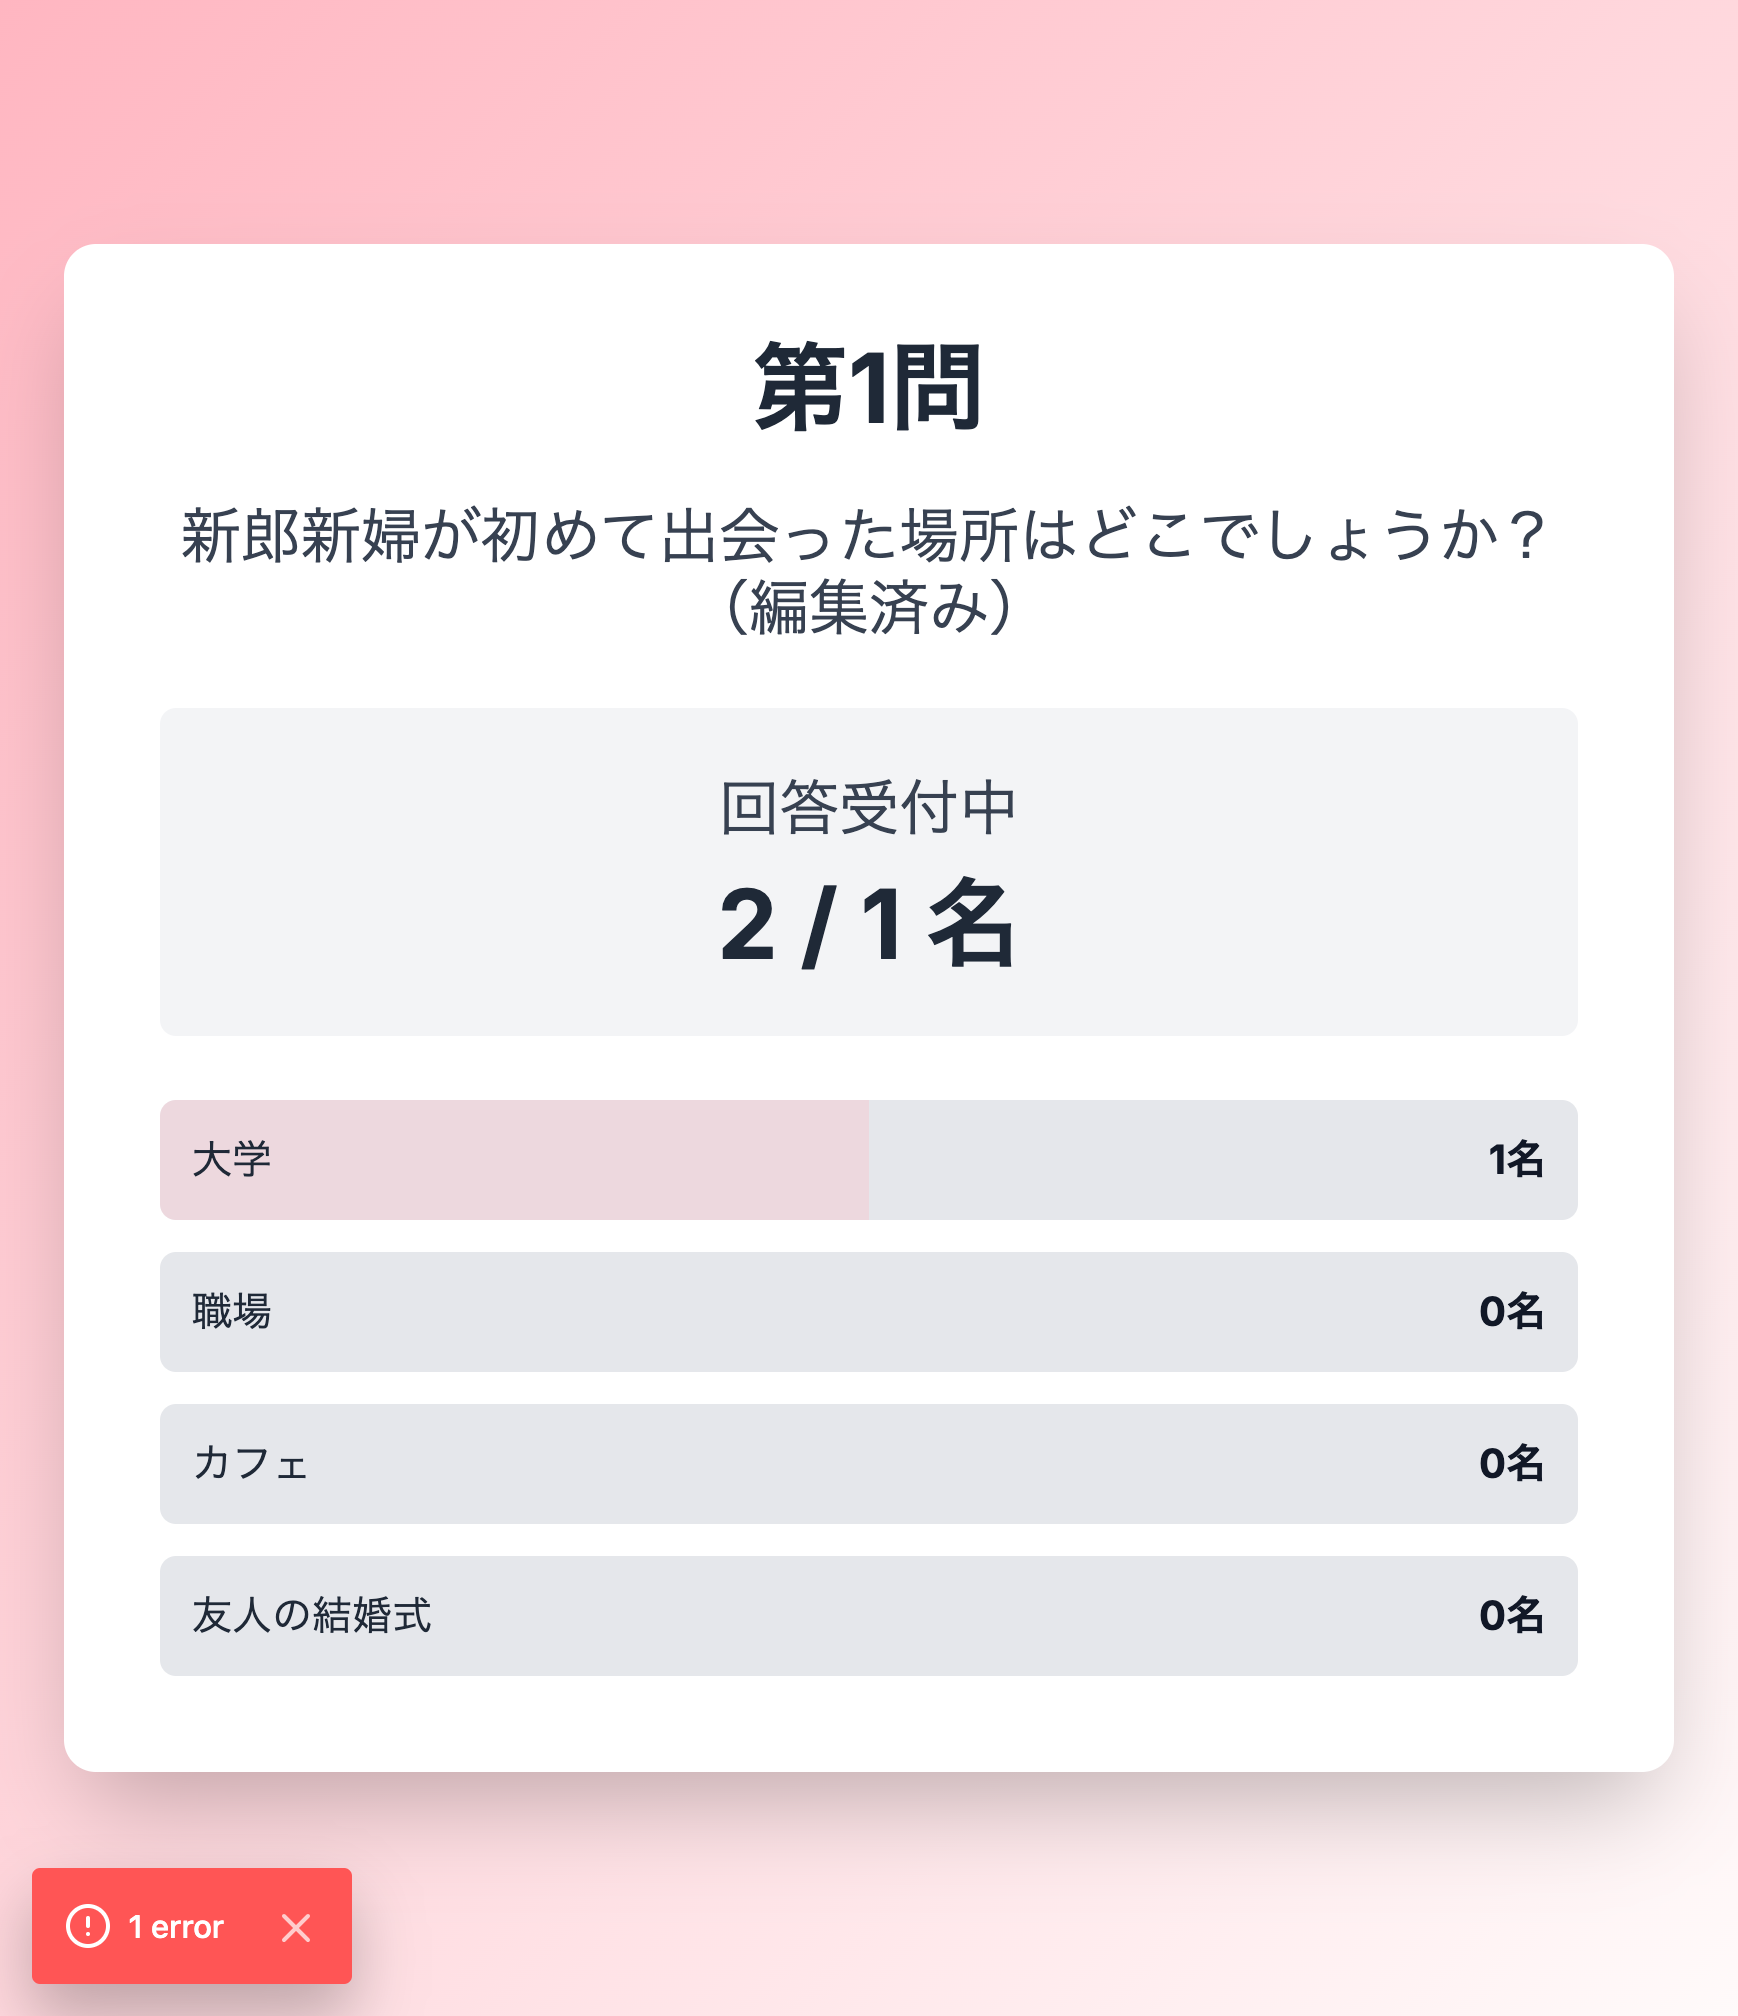 第1問
新郎新婦が初めて出会った場所はどこでしょうか？
（編集済み）
回答受付中
2 / 1 名
大学 1名
職場 0名
カフェ 0名
友人の結婚式 0名
1 error